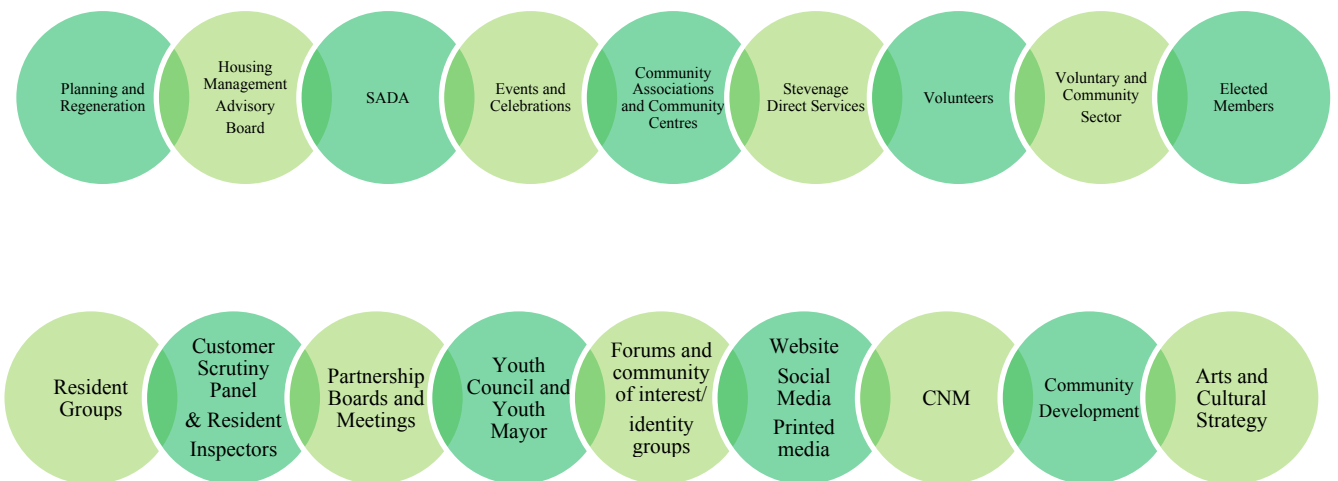 Planning and
Regeneration
Housing
Management
Advisory
Board
SADA
Events and
Celebrations
Community
Associations
and Community
Centres
Stevenage
Direct Services
Volunteers
Voluntary and
Community
Sector
Elected
Members
Resident
Groups
Customer
Scrutiny
Panel
& Resident
Inspectors
Partnership
Boards and
Meetings
Youth
Council and
Youth
Mayor
Forums and
community
of interest/
identity
groups
Website
Social
Media
Printed
media
CNM
Community
Development
Arts and
Cultural
Strategy